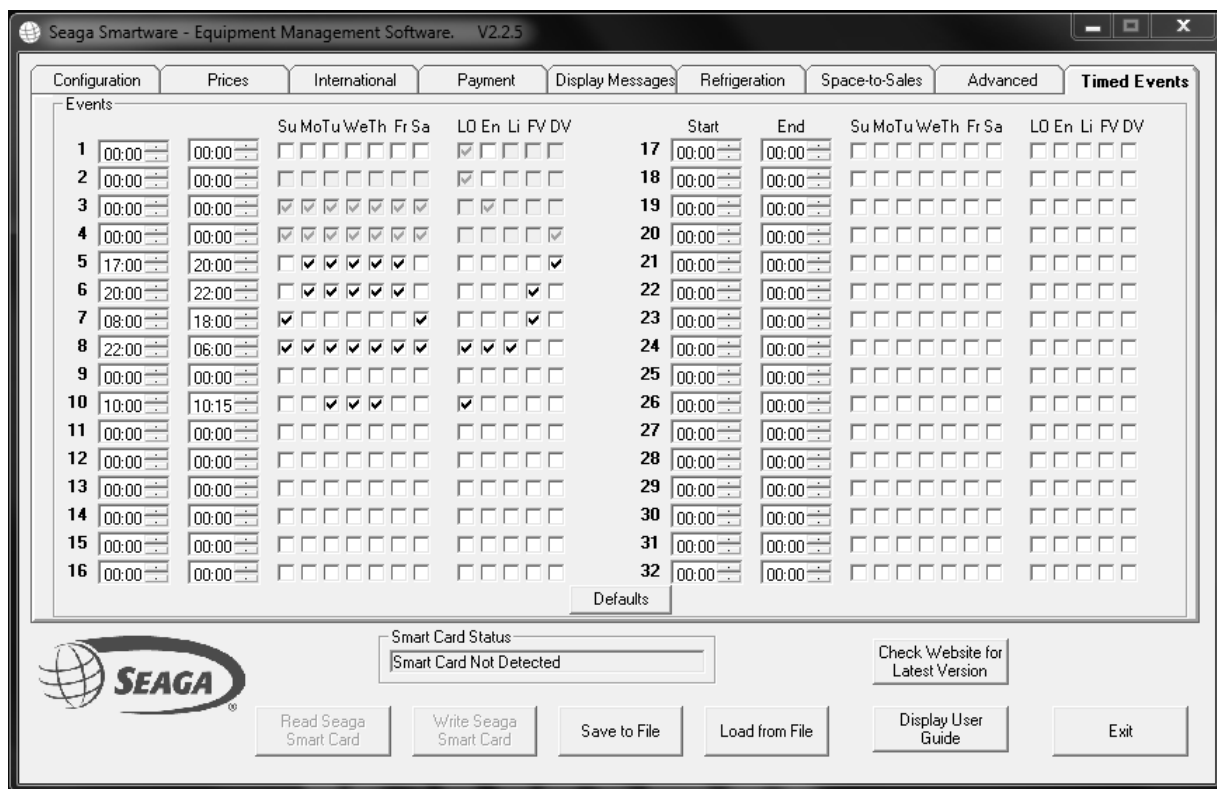 Seaga Smartware - Equipment Management Software. V2.2.5
Configuration Prices International Payment Display Messages Refrigeration Space-to-Sales Advanced Timed Events
Events
Su Mo Tu We Th Fr Sa LO En Li FV DV Start End Su Mo Tu We Th Fr Sa LO En Li FV DV
1 00:00 00:00 17 00:00 00:00
2 00:00 00:00 18 00:00 00:00
3 00:00 00:00 19 00:00 00:00
4 00:00 00:00 20 00:00 00:00
5 17:00 20:00 21 00:00 00:00
6 20:00 22:00 22 00:00 00:00
7 08:00 18:00 23 00:00 00:00
8 22:00 06:00 24 00:00 00:00
9 00:00 00:00 25 00:00 00:00
10 10:00 10:15 26 00:00 00:00
11 00:00 00:00 27 00:00 00:00
12 00:00 00:00 28 00:00 00:00
13 00:00 00:00 29 00:00 00:00
14 00:00 00:00 30 00:00 00:00
15 00:00 00:00 31 00:00 00:00
16 00:00 00:00 32 00:00 00:00
Defaults
Smart Card Status
Smart Card Not Detected
Check Website for
Latest Version
SEAGA ®
Read Seaga
Smart Card
Write Seaga
Smart Card
Save to File
Load from File
Display User
Guide
Exit